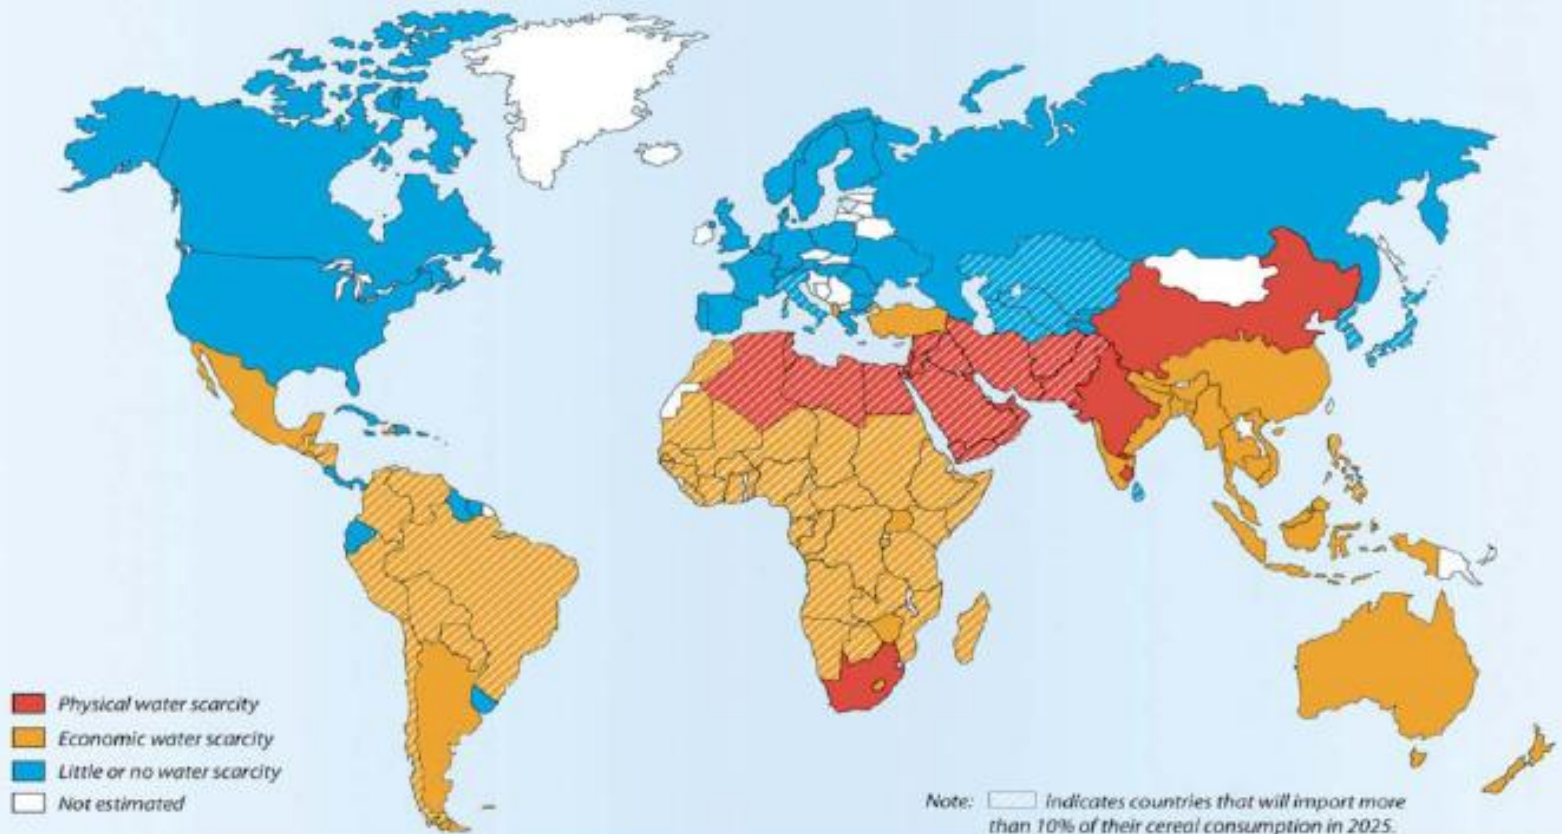 Physical water scarcity
Economic water scarcity
Little or no water scarcity
Not estimated
Note: Indicates countries that will import more
than 10% of their cereal consumption in 2025.